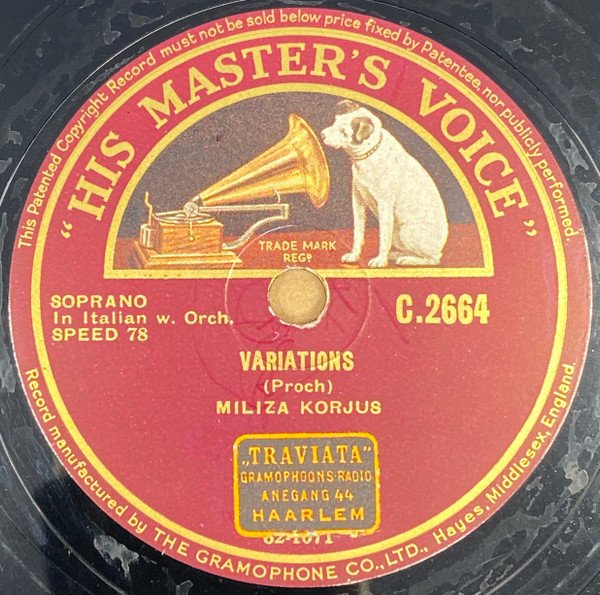 This Patented Copyright Record must not be sold below price fixed by Patentee, nor publicly performed.
"HIS MASTER'S VOICE"
TRADE MARK
REGD
SOPRANO
In Italian w. Orch.
SPEED 78
C.2664
VARIATIONS
(Proch)
MILIZA KORJUS
„TRAVIATA"
GRAMOPHOONS-RADIO
ANEGANG 44
HAARLEM
Record manufactured by THE GRAMOPHONE CO., LTD., Hayes, Middlesex, England.